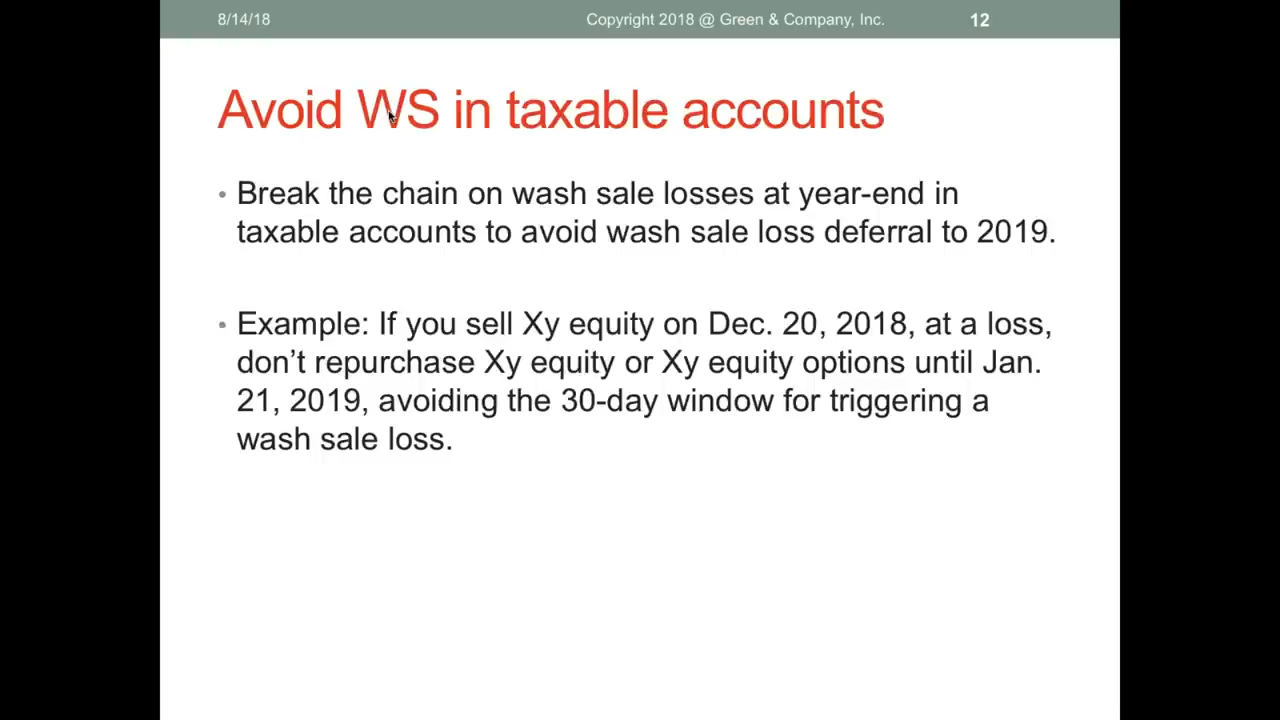 8/14/18
Copyright 2018 @ Green & Company, Inc.
12
Avoid WS in taxable accounts
• Break the chain on wash sale losses at year-end in
taxable accounts to avoid wash sale loss deferral to 2019.
• Example: If you sell Xy equity on Dec. 20, 2018, at a loss,
don’t repurchase Xy equity or Xy equity options until Jan.
21, 2019, avoiding the 30-day window for triggering a
wash sale loss.